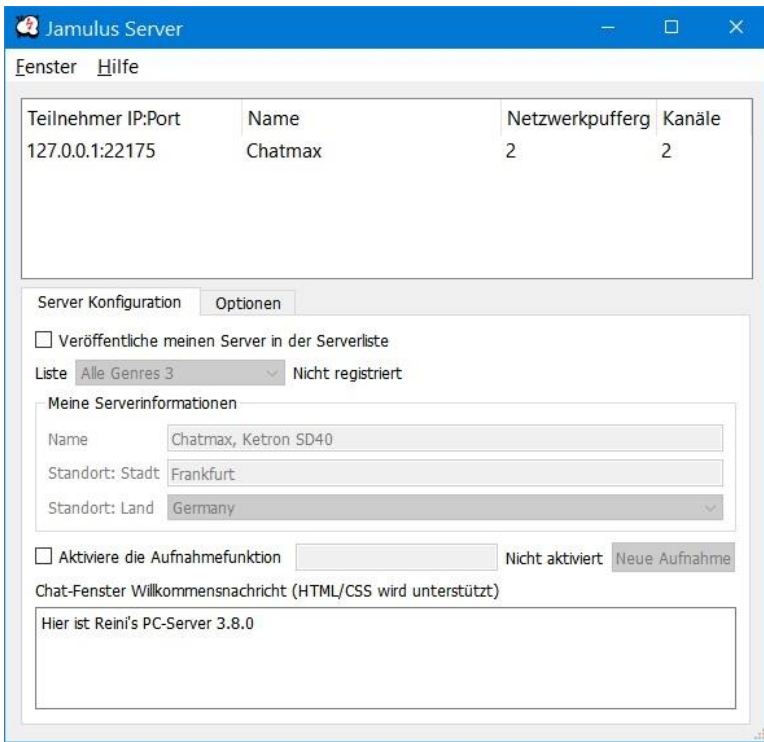 Jamulus Server
Fenster Hilfe
Teilnehmer IP:Port Name Netzwerkpufferg Kanäle
127.0.0.1:22175 Chatmax 2 2
Server Konfiguration Optionen
Veröffentliche meinen Server in der Serverliste
Liste Alle Genres 3 Nicht registriert
Meine Serverinformationen
Name Chatmax, Ketron SD40
Standort: Stadt Frankfurt
Standort: Land Germany
Aktiviere die Aufnahmefunktion Nicht aktiviert Neue Aufnahme
Chat-Fenster Willkommensnachricht (HTML/CSS wird unterstützt)
Hier ist Reini's PC-Server 3.8.0